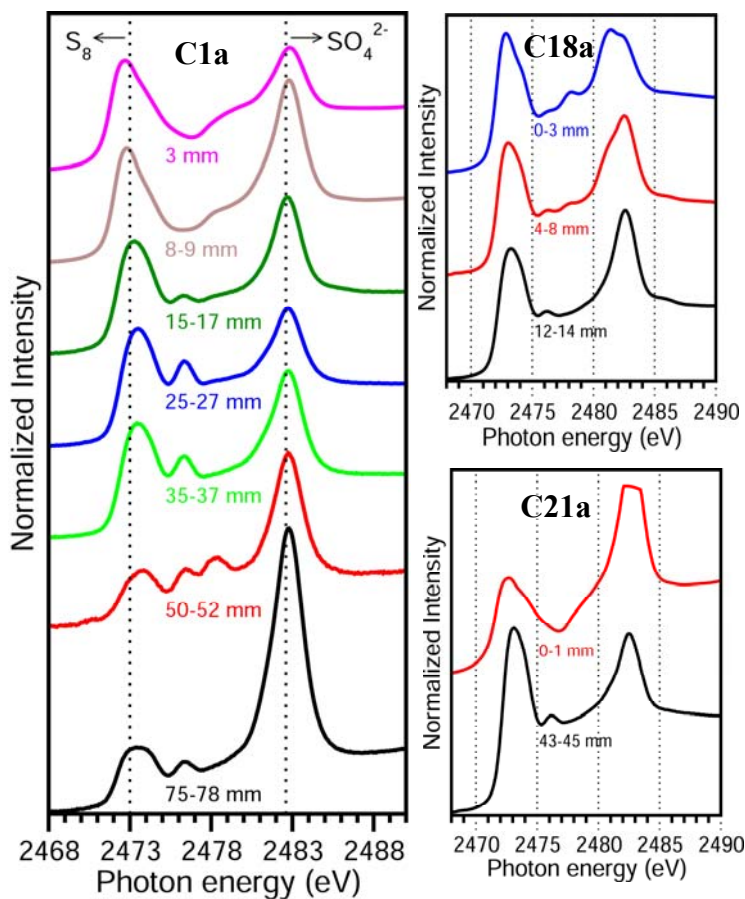 S₈ ← C1a → SO₄²⁻
3 mm
8-9 mm
15-17 mm
25-27 mm
35-37 mm
50-52 mm
75-78 mm
Normalized Intensity
2468 2473 2478 2483 2488
Photon energy (eV)
C18a
0-3 mm
4-8 mm
12-14 mm
Normalized Intensity
2470 2475 2480 2485 2490
Photon energy (eV)
C21a
0-1 mm
43-45 mm
Normalized Intensity
2470 2475 2480 2485 2490
Photon energy (eV)